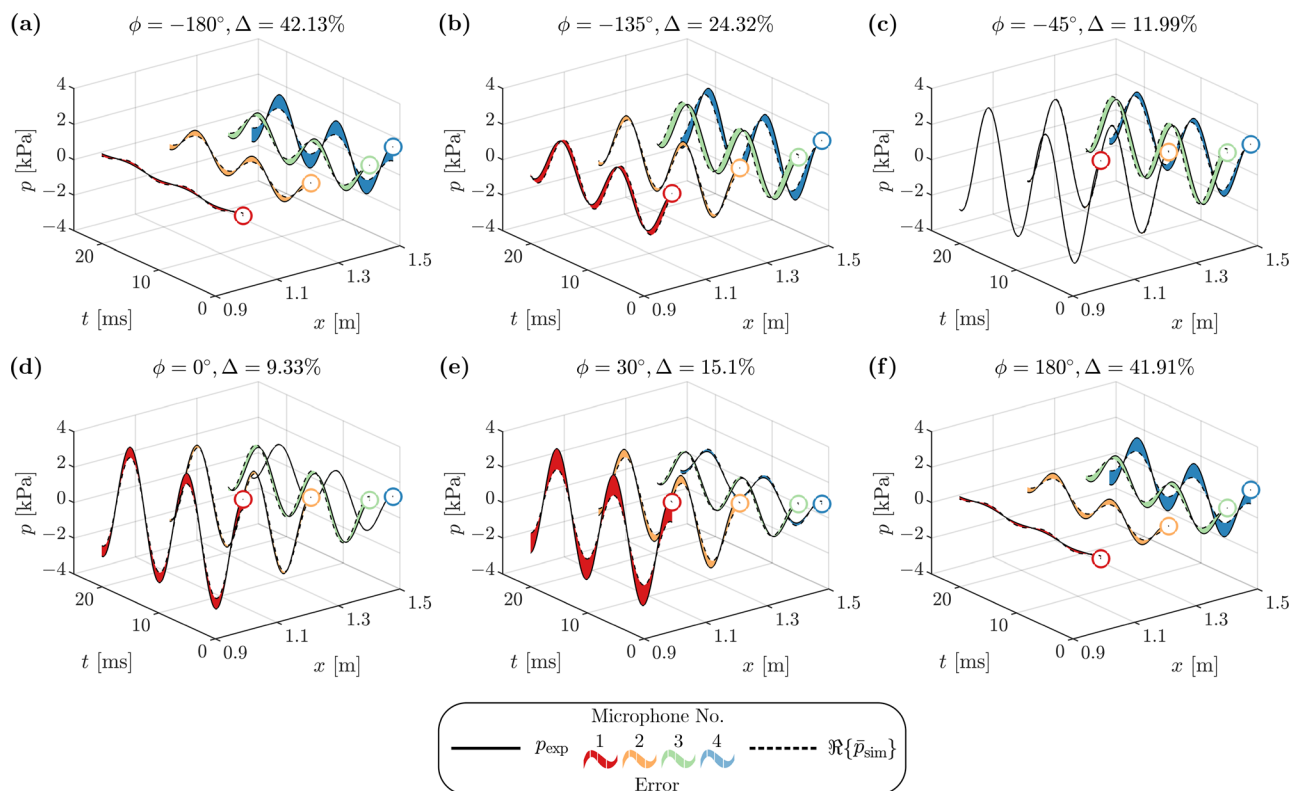 (a) ϕ = −180°, Δ = 42.13%
4
2
0
−2
−4
p [kPa]
20
10
0
t [ms]
0.9
1.1
1.3
1.5
x [m]
(b) ϕ = −135°, Δ = 24.32%
4
2
0
−2
−4
p [kPa]
20
10
0
t [ms]
0.9
1.1
1.3
1.5
x [m]
(c) ϕ = −45°, Δ = 11.99%
4
2
0
−2
−4
p [kPa]
20
10
0
t [ms]
0.9
1.1
1.3
1.5
x [m]
(d) ϕ = 0°, Δ = 9.33%
4
2
0
−2
−4
p [kPa]
20
10
0
t [ms]
0.9
1.1
1.3
1.5
x [m]
(e) ϕ = 30°, Δ = 15.1%
4
2
0
−2
−4
p [kPa]
20
10
0
t [ms]
0.9
1.1
1.3
1.5
x [m]
(f) ϕ = 180°, Δ = 41.91%
4
2
0
−2
−4
p [kPa]
20
10
0
t [ms]
0.9
1.1
1.3
1.5
x [m]
Microphone No.
p_exp 1 2 3 4 ℜ{p̄_sim}
Error